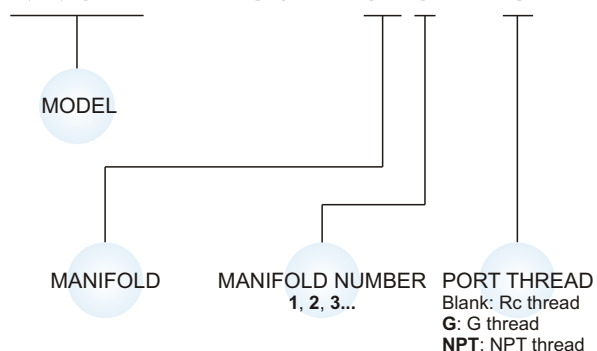 MODEL
MANIFOLD
MANIFOLD NUMBER
1, 2, 3...
PORT THREAD
Blank: Rc thread
G: G thread
NPT: NPT thread